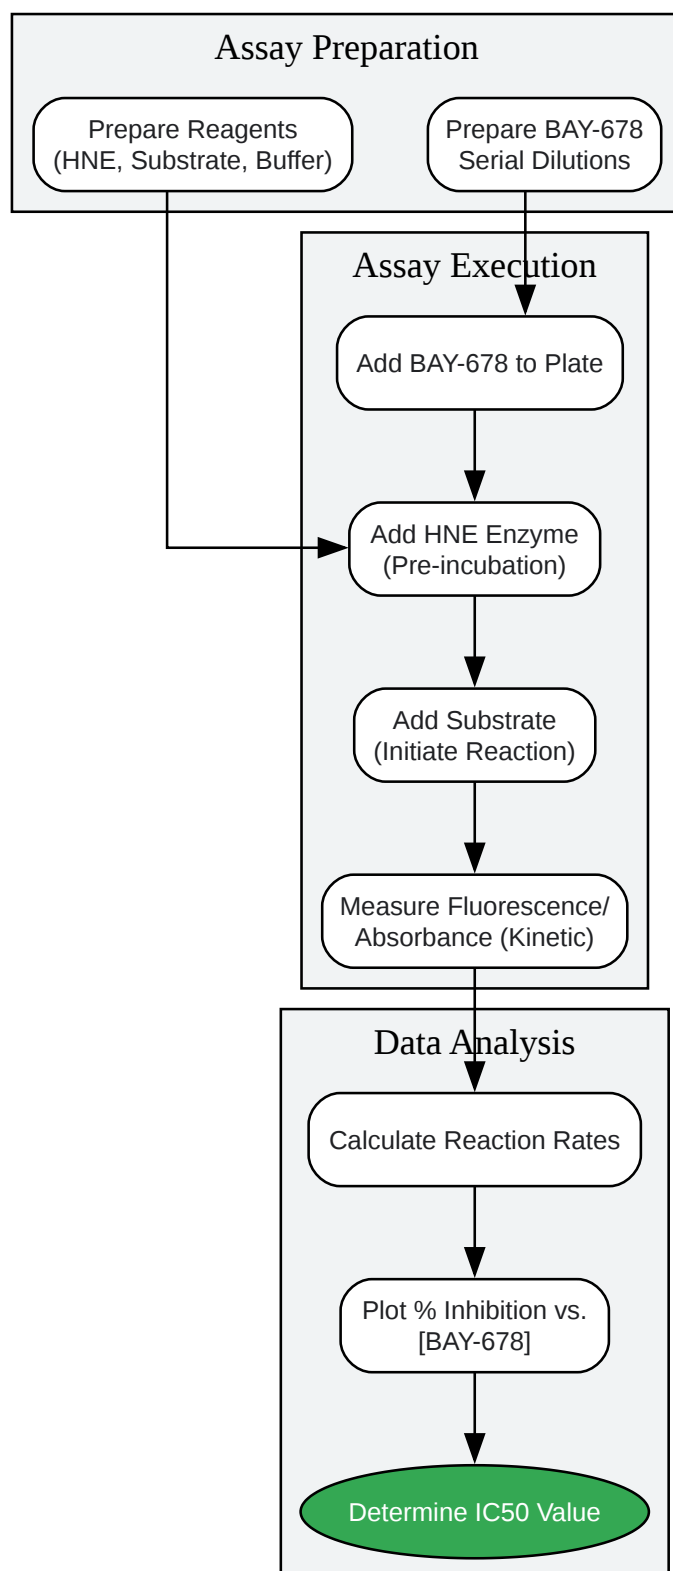 Assay Preparation
Prepare Reagents
(HNE, Substrate, Buffer)
Prepare BAY-678
Serial Dilutions
Assay Execution
Add BAY-678 to Plate
Add HNE Enzyme
(Pre-incubation)
Add Substrate
(Initiate Reaction)
Measure Fluorescence/
Absorbance (Kinetic)
Data Analysis
Calculate Reaction Rates
Plot % Inhibition vs.
[BAY-678]
Determine IC50 Value